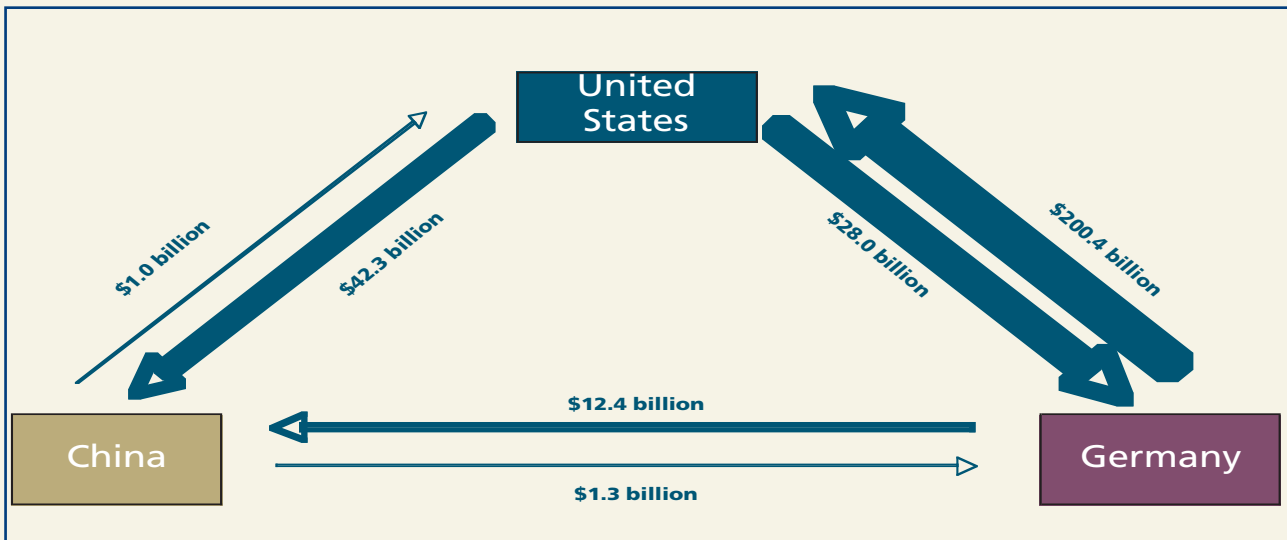 United
States
$1.0 billion
$42.3 billion
$28.0 billion
$200.4 billion
$12.4 billion
China
Germany
$1.3 billion